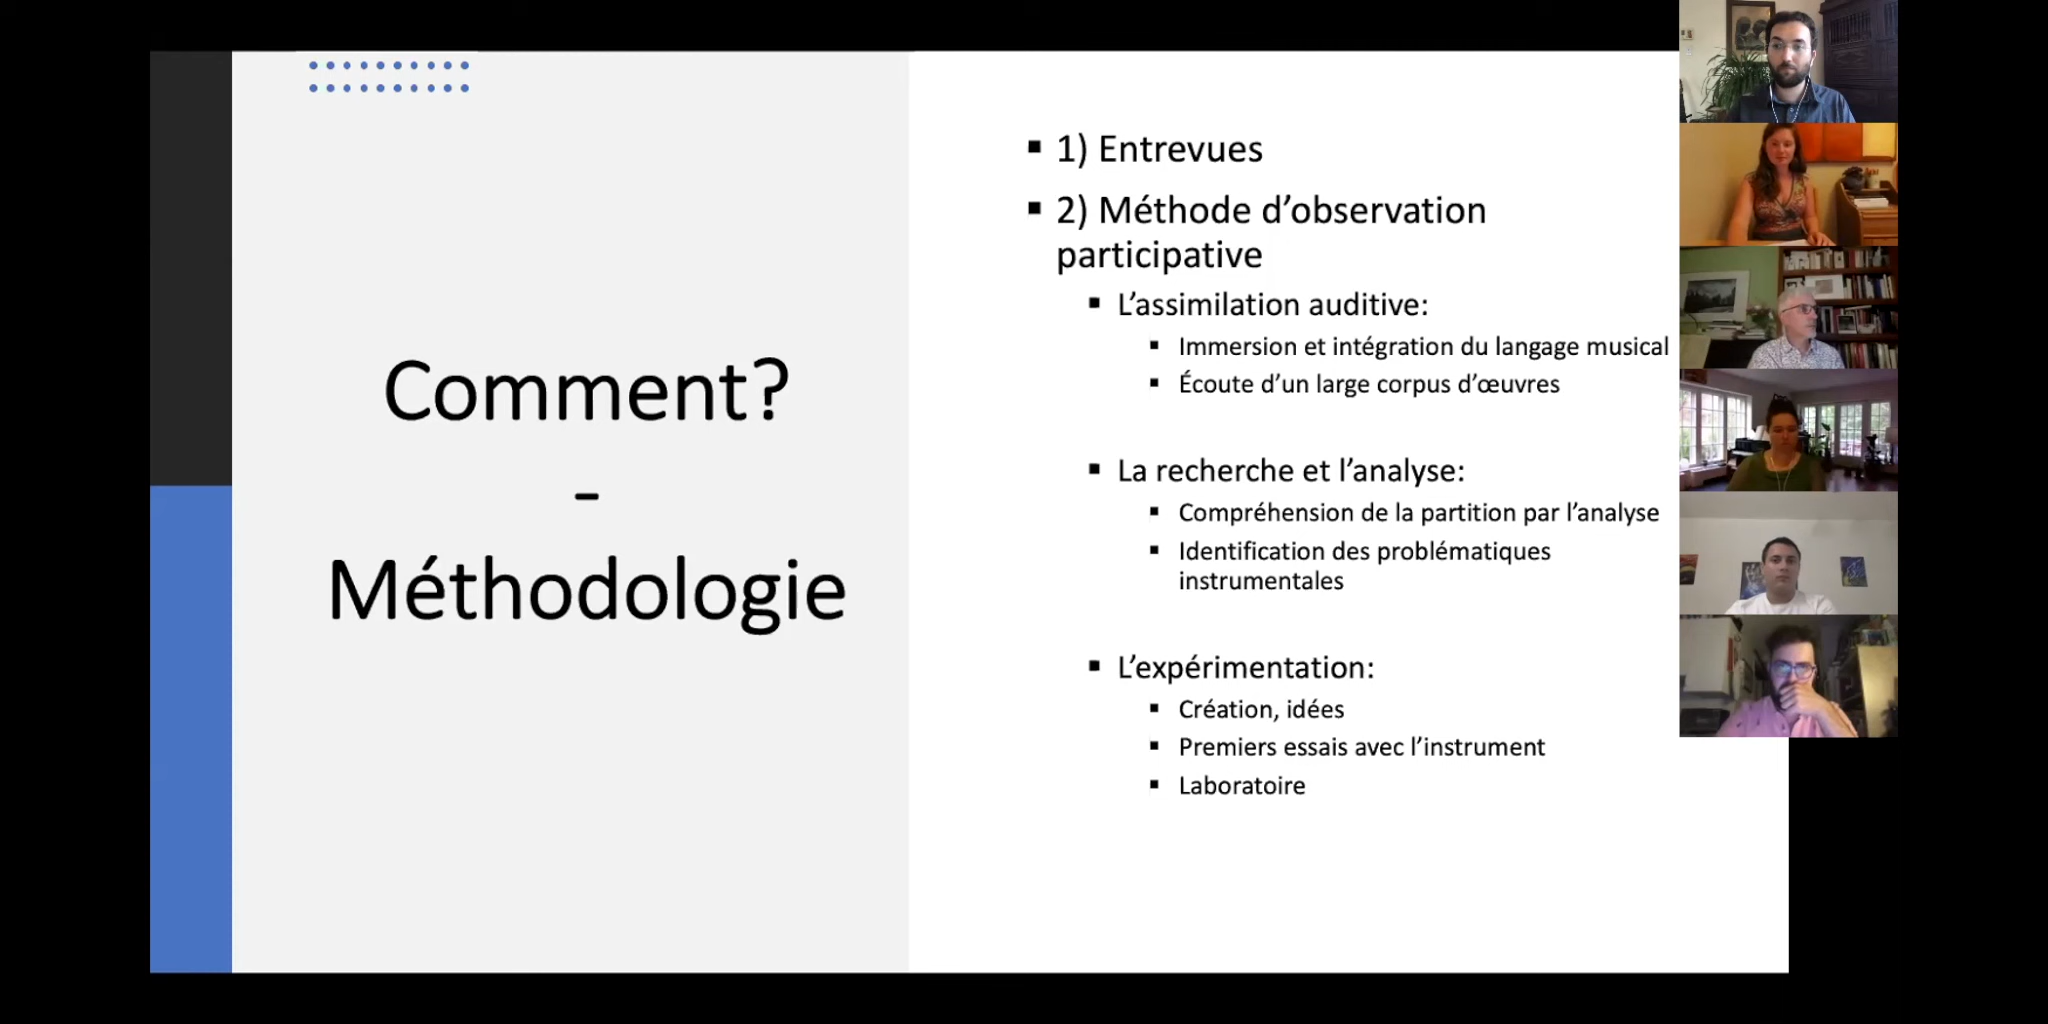 Comment?
-
Méthodologie
1) Entrevues
2) Méthode d’observation
participative
L’assimilation auditive:
Immersion et intégration du langage musical
Écoute d’un large corpus d’œuvres
La recherche et l’analyse:
Compréhension de la partition par l’analyse
Identification des problématiques
instrumentales
L’expérimentation:
Création, idées
Premiers essais avec l’instrument
Laboratoire